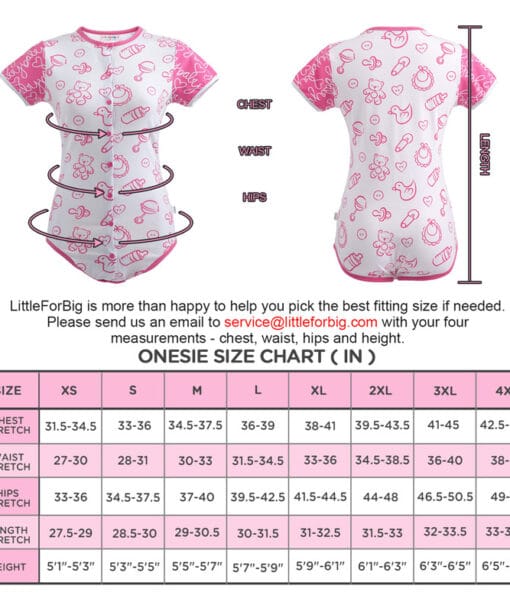 CHEST
WAIST
HIPS
LENGTH
LittleForBig is more than happy to help you pick the best fitting size if needed.
Please send us an email to service@littleforbig.com with your four
measurements - chest, waist, hips and height.
ONESIE SIZE CHART ( IN )
SIZE XS S M L XL 2XL 3XL 4X
HEST
TRETCH 31.5-34.5 33-36 34.5-37.5 36-39 38-41 39.5-43.5 41-45 42.5-
AIST
TRETCH 27-30 28-31 30-33 31.5-34.5 33-36 34.5-38.5 36-40 38-
HIPS
TRETCH 33-36 34.5-37.5 37-40 39.5-42.5 41.5-44.5 44-48 46.5-50.5 49-
NGTH
TRETCH 27.5-29 28.5-30 29-30.5 30-31.5 31-32.5 31.5-33 32-33.5 33-3
EIGHT 5'1"-5'3" 5'3"-5'5" 5'5"-5'7" 5'7"-5'9" 5'9"-6'1" 6'1"-6'3" 6'3"-6'5" 6'5"-